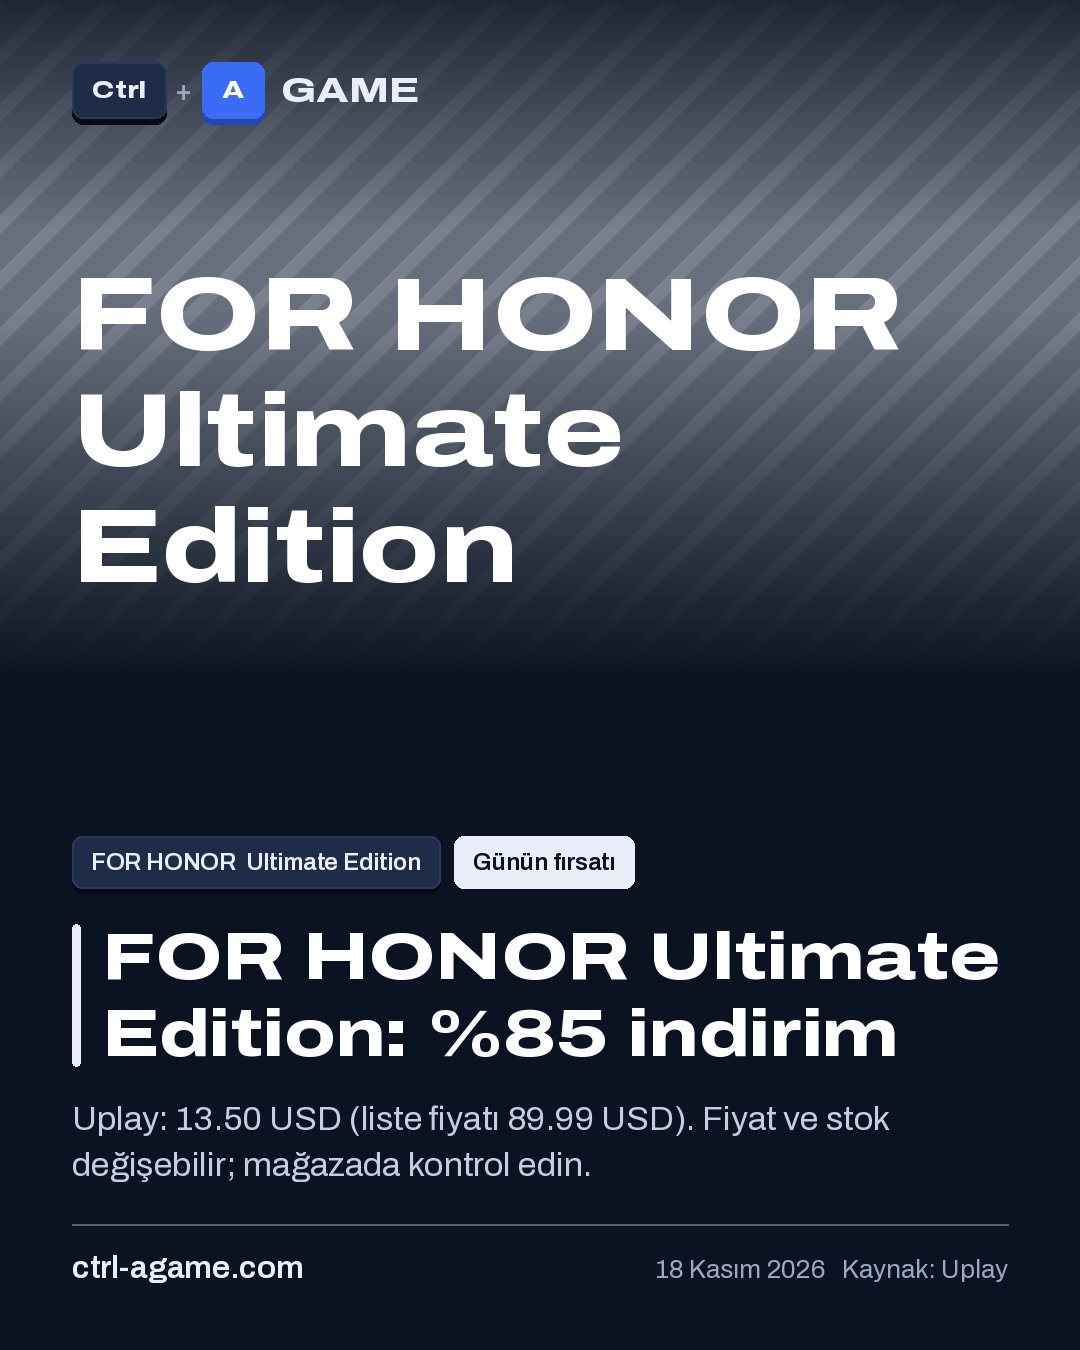 Ctrl + A GAME
FOR HONOR
Ultimate
Edition
FOR HONOR Ultimate Edition
Günün fırsatı
FOR HONOR Ultimate
Edition: %85 indirim
Uplay: 13.50 USD (liste fiyatı 89.99 USD). Fiyat ve stok
değişebilir; mağazada kontrol edin.
ctrl-agame.com
18 Kasım 2026 Kaynak: Uplay